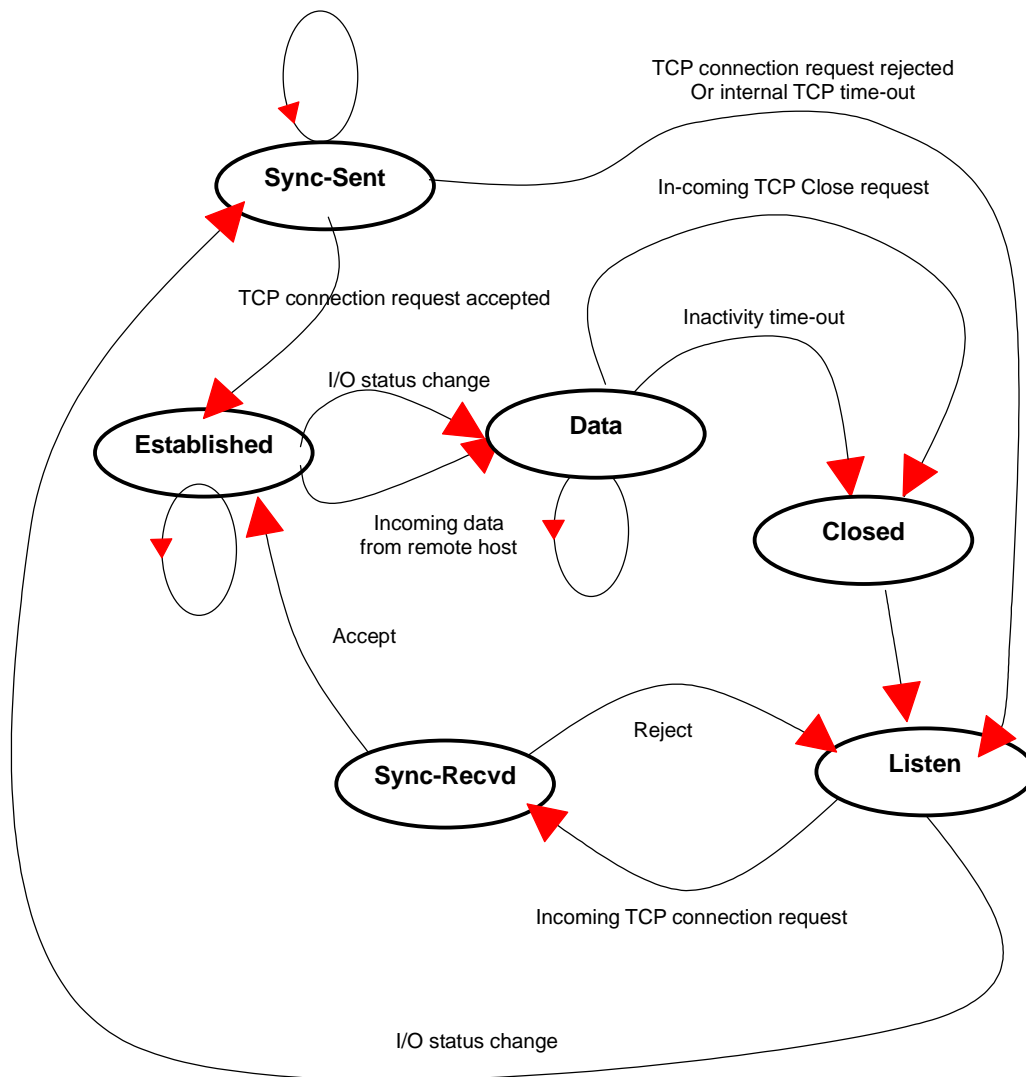 TCP connection request rejected
Or internal TCP time-out
Sync-Sent
In-coming TCP Close request
TCP connection request accepted
Inactivity time-out
I/O status change
Data
Established
Incoming data
from remote host
Closed
Accept
Reject
Sync-Recvd
Listen
Incoming TCP connection request
I/O status change